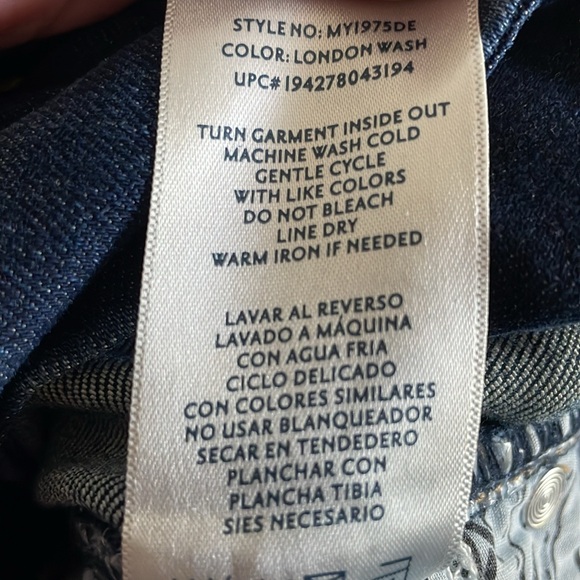 STYLE NO: MY1975DE
COLOR: LONDON WASH
UPC# 194278043194
TURN GARMENT INSIDE OUT
MACHINE WASH COLD
GENTLE CYCLE
WITH LIKE COLORS
DO NOT BLEACH
LINE DRY
WARM IRON IF NEEDED
LAVAR AL REVERSO
LAVADO A MÁQUINA
CON AGUA FRIA
CICLO DELICADO
CON COLORES SIMILARES
NO USAR BLANQUEADOR
SECAR EN TENDEDERO
PLANCHAR CON
PLANCHA TIBIA
SIES NECESARIO